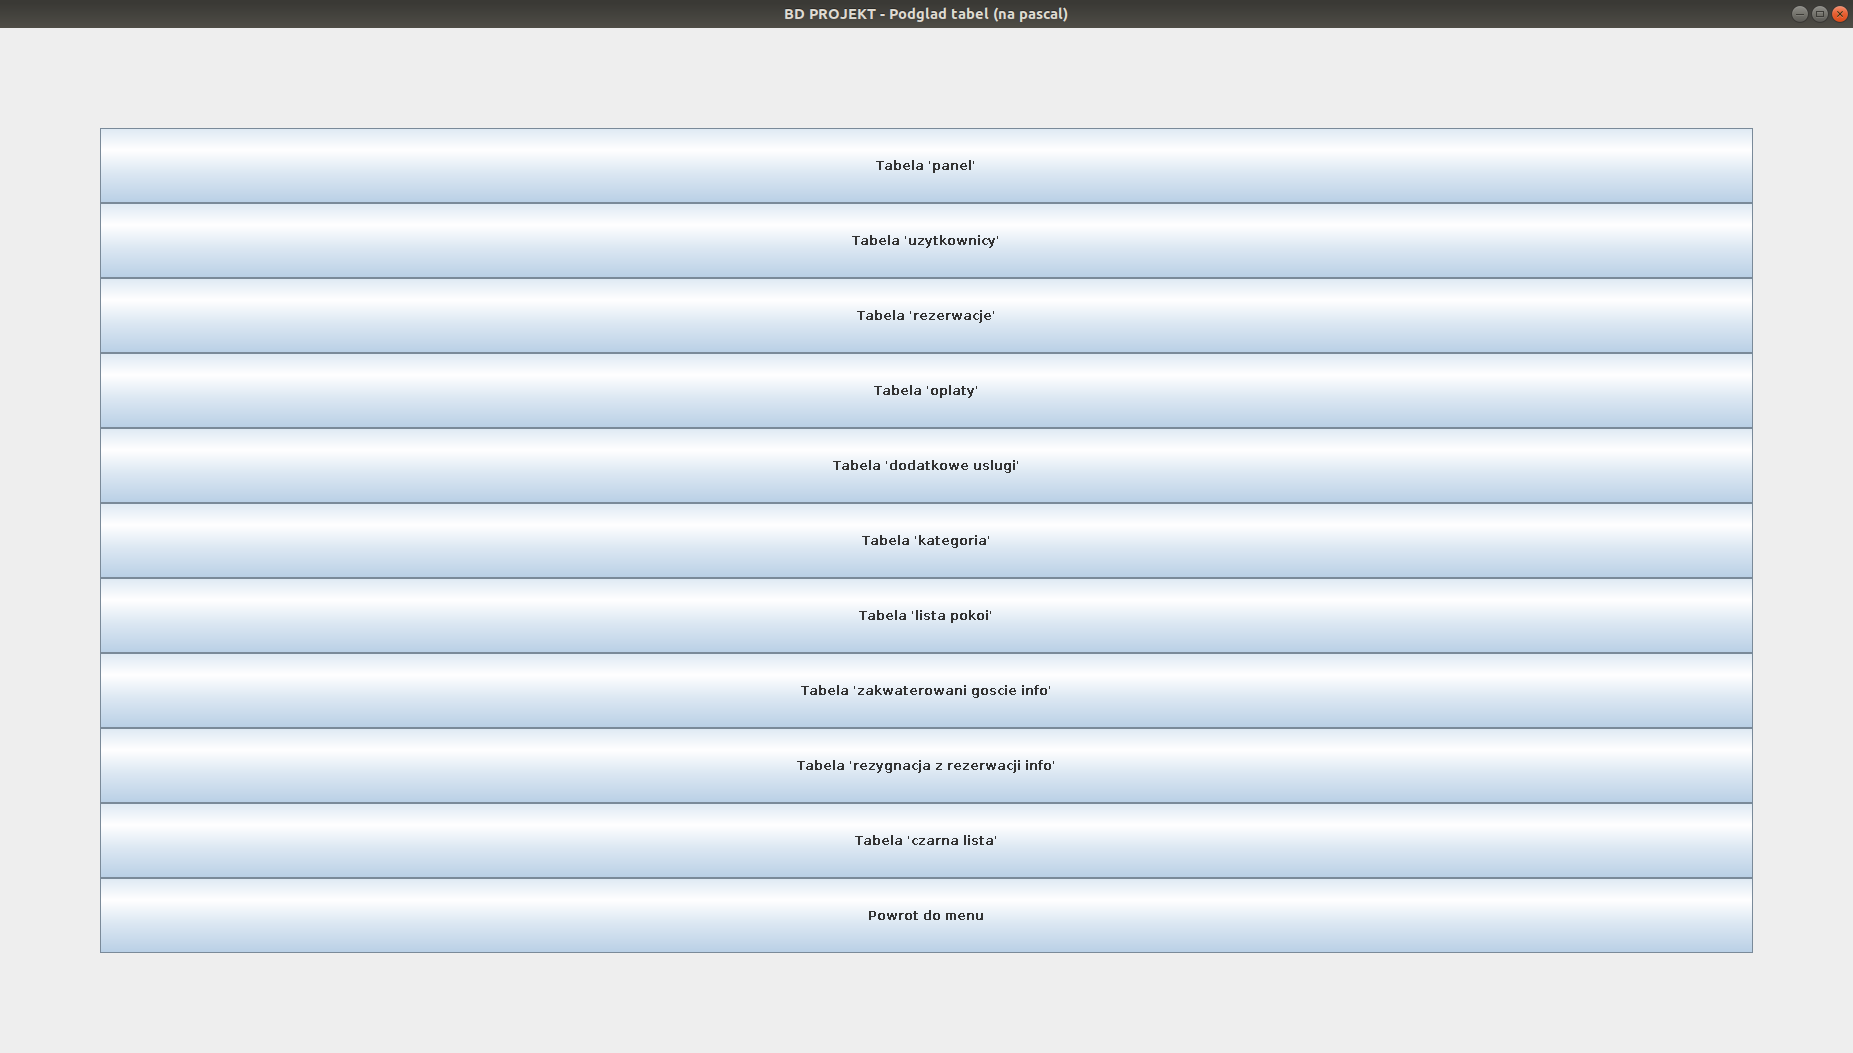 BD PROJEKT - Podglad tabel (na pascal)
Tabela 'panel'
Tabela 'uzytkownicy'
Tabela 'rezerwacje'
Tabela 'oplaty'
Tabela 'dodatkowe uslugi'
Tabela 'kategoria'
Tabela 'lista pokoi'
Tabela 'zakwaterowani goscie info'
Tabela 'rezygnacja z rezerwacji info'
Tabela 'czarna lista'
Powrot do menu